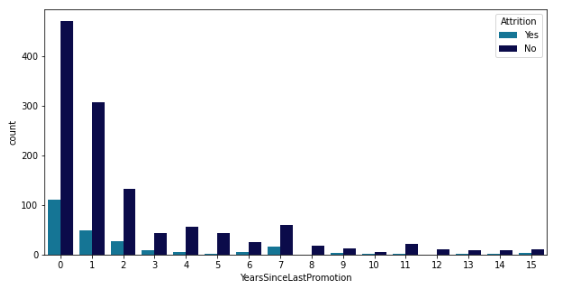 Attrition
Yes
No
400
300
200
100
0
count
0 1 2 3 4 5 6 7 8 9 10 11 12 13 14 15
YearsSinceLastPromotion